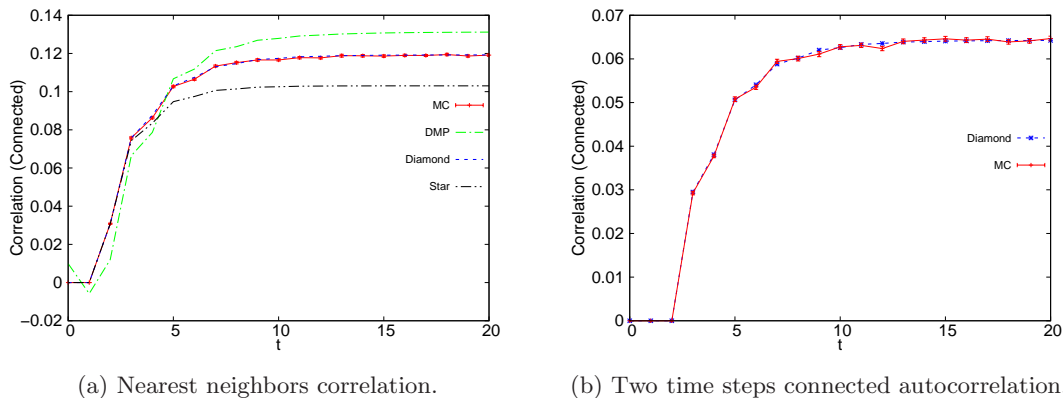 0.14
0.12
0.1
0.08
0.06
0.04
0.02
0
−0.02
Correlation (Connected)
0 5 10 15 20
t
MC
DMP
Diamond
Star
(a) Nearest neighbors correlation.
0.07
0.06
0.05
0.04
0.03
0.02
0.01
0
Correlation (Connected)
0 5 10 15 20
t
Diamond
MC
(b) Two time steps connected autocorrelation